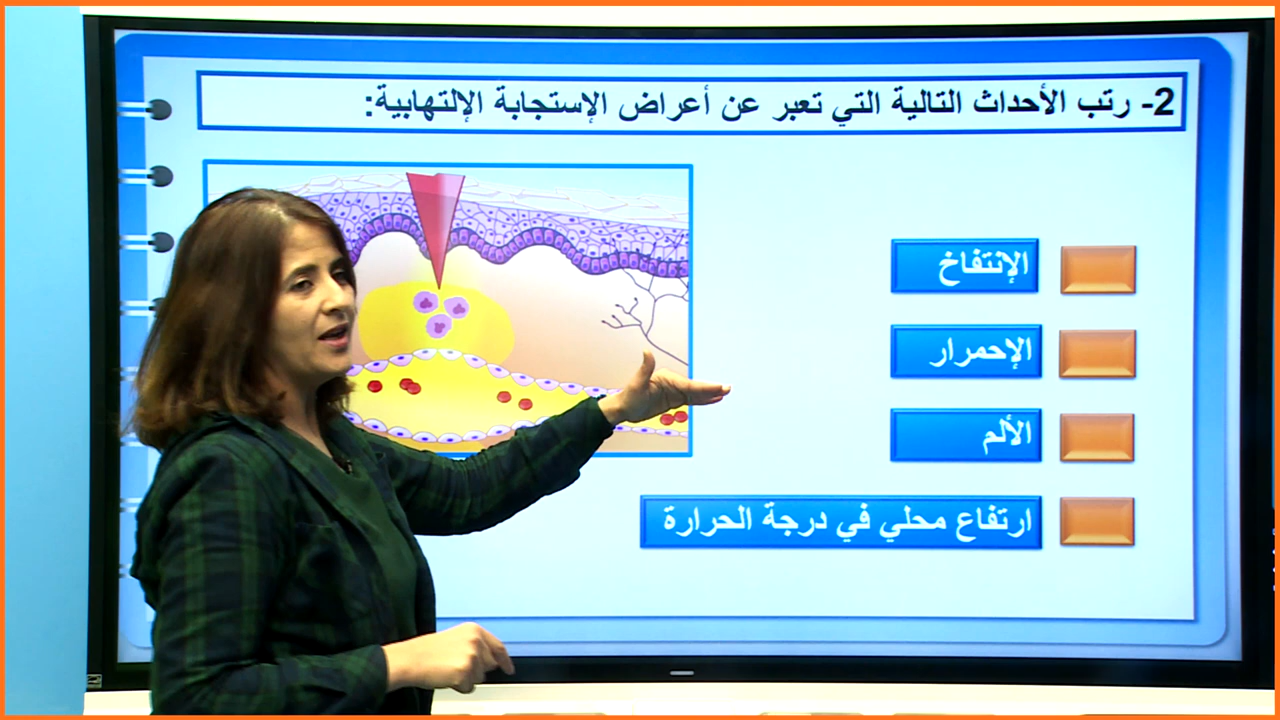 2- رتب الأحداث التالية التي تعبر عن أعراض الإستجابة الإلتهابية:
الإنتفاخ
الإحمرار
الألم
ارتفاع محلي في درجة الحرارة